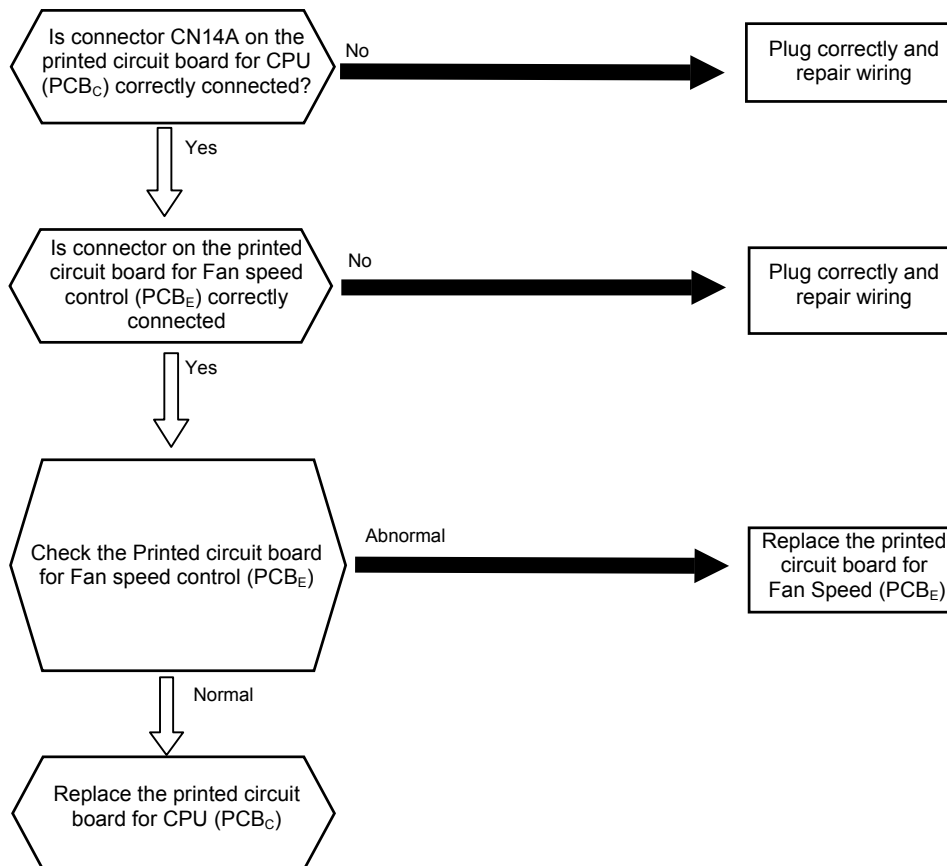 Is connector CN14A on the
printed circuit board for CPU
(PCBC) correctly connected?
No
Plug correctly and
repair wiring
Yes
Is connector on the printed
circuit board for Fan speed
control (PCBE) correctly
connected
No
Plug correctly and
repair wiring
Yes
Check the Printed circuit board
for Fan speed control (PCBE)
Abnormal
Replace the printed
circuit board for
Fan Speed (PCBE)
Normal
Replace the printed circuit
board for CPU (PCBC)